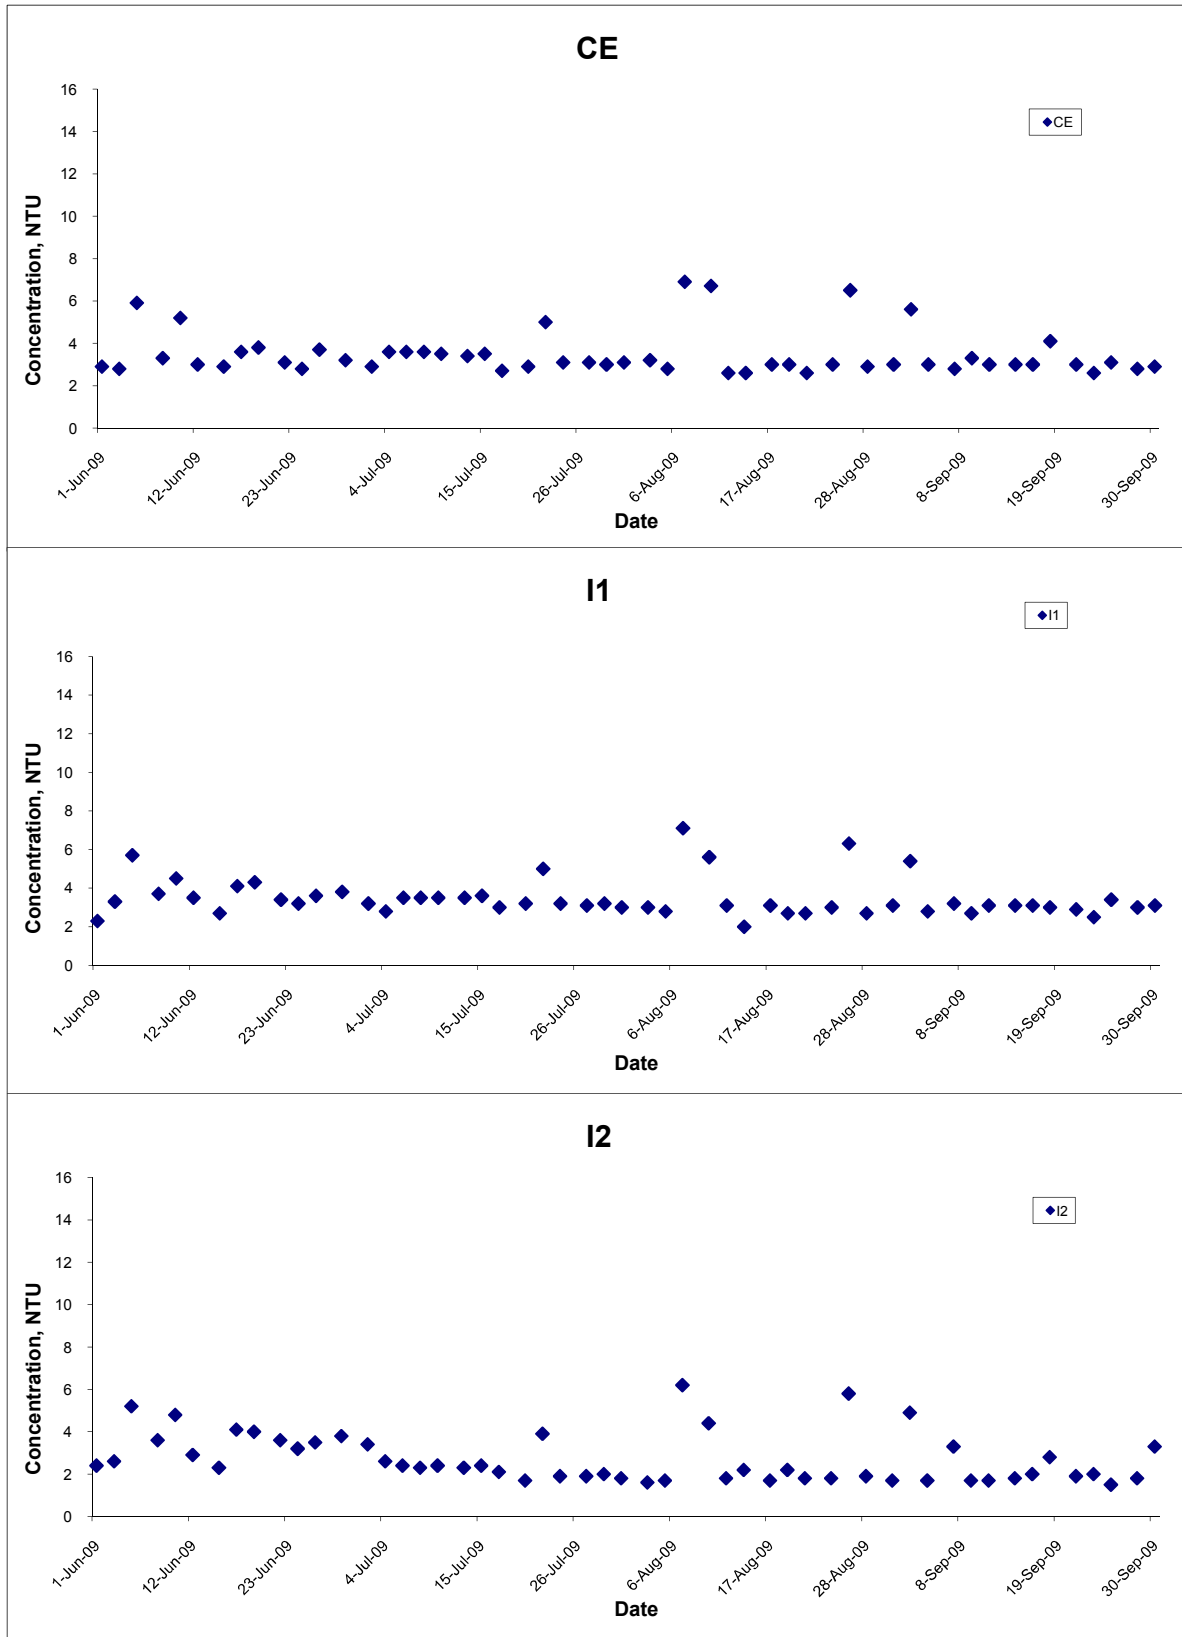 CE
16
14
12
10
8
6
4
2
0
Concentration, NTU
CE
1-Jun-09 12-Jun-09 23-Jun-09 4-Jul-09 15-Jul-09 26-Jul-09 6-Aug-09 17-Aug-09 28-Aug-09 8-Sep-09 19-Sep-09 30-Sep-09
Date
I1
I1
16
14
12
10
8
6
4
2
0
Concentration, NTU
1-Jun-09 12-Jun-09 23-Jun-09 4-Jul-09 15-Jul-09 26-Jul-09 6-Aug-09 17-Aug-09 28-Aug-09 8-Sep-09 19-Sep-09 30-Sep-09
Date
I2
16
14
12
10
8
6
4
2
0
Concentration, NTU
I2
1-Jun-09 12-Jun-09 23-Jun-09 4-Jul-09 15-Jul-09 26-Jul-09 6-Aug-09 17-Aug-09 28-Aug-09 8-Sep-09 19-Sep-09 30-Sep-09
Date